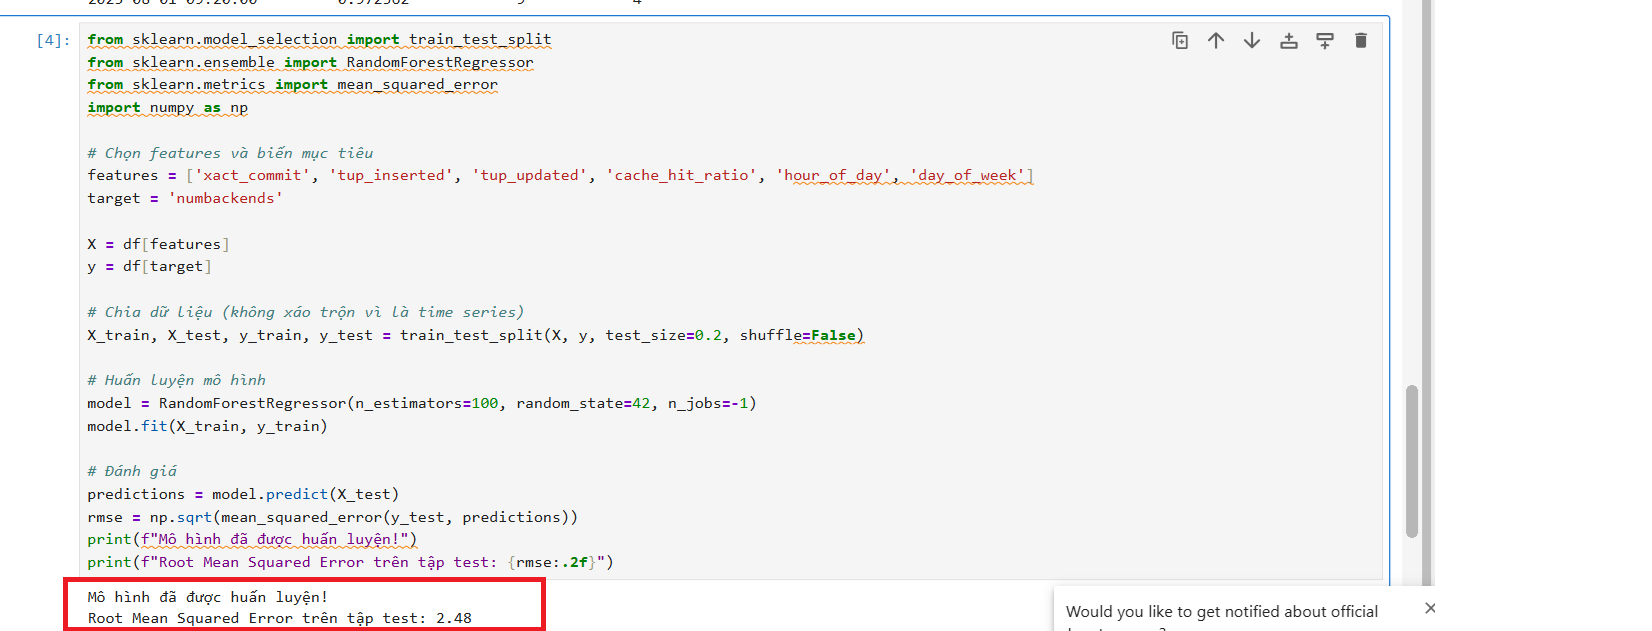 [4]:
from sklearn.model_selection import train_test_split
from sklearn.ensemble import RandomForestRegressor
from sklearn.metrics import mean_squared_error
import numpy as np
# Chọn features và biến mục tiêu
features = ['xact_commit', 'tup_inserted', 'tup_updated', 'cache_hit_ratio', 'hour_of_day', 'day_of_week']
target = 'numbackends'
X = df[features]
y = df[target]
# Chia dữ liệu (không xáo trộn vì là time series)
X_train, X_test, y_train, y_test = train_test_split(X, y, test_size=0.2, shuffle=False)
# Huấn luyện mô hình
model = RandomForestRegressor(n_estimators=100, random_state=42, n_jobs=-1)
model.fit(X_train, y_train)
# Đánh giá
predictions = model.predict(X_test)
rmse = np.sqrt(mean_squared_error(y_test, predictions))
print(f"Mô hình đã được huấn luyện!")
print(f"Root Mean Squared Error trên tập test: {rmse:.2f}")
Mô hình đã được huấn luyện!
Root Mean Squared Error trên tập test: 2.48
Would you like to get notified about official